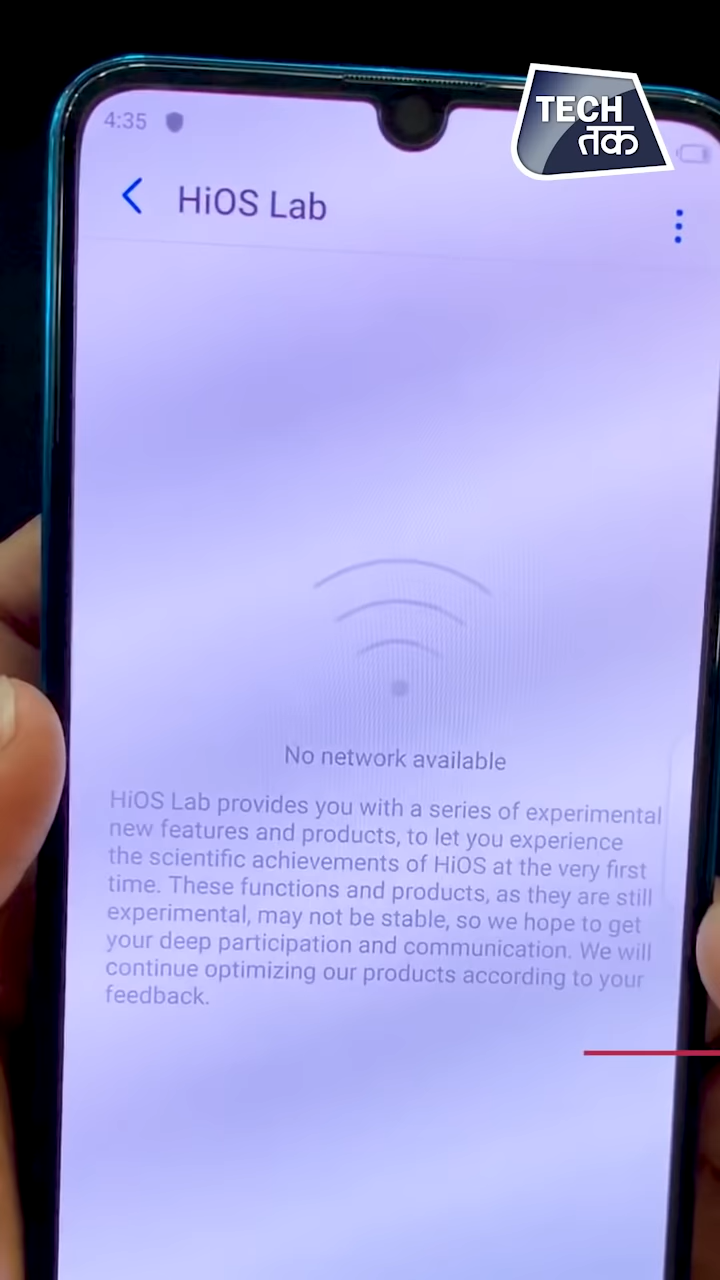 TECH
तक
4:35
HiOS Lab
No network available
HiOS Lab provides you with a series of experimental
new features and products, to let you experience
the scientific achievements of HiOS at the very first
time. These functions and products, as they are still
experimental, may not be stable, so we hope to get
your deep participation and communication. We will
continue optimizing our products according to your
feedback.